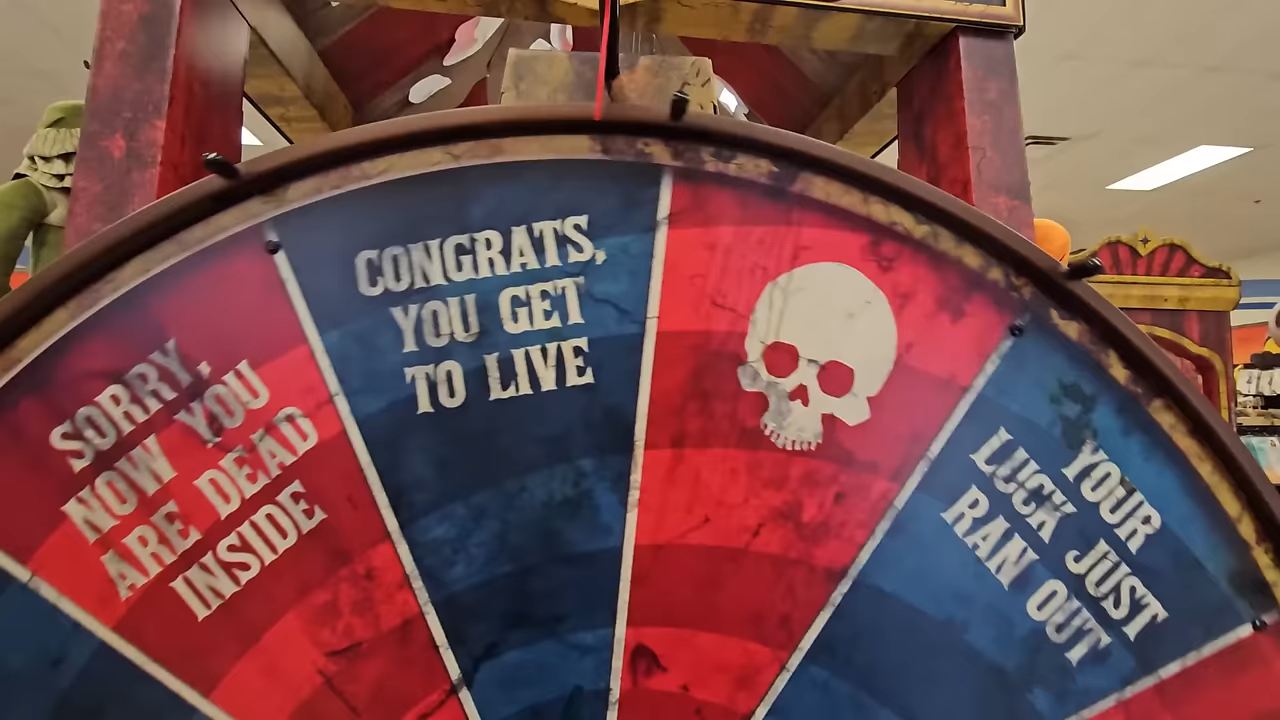 SORRY,
NOW YOU
ARE DEAD
INSIDE
CONGRATS,
YOU GET
TO LIVE
YOUR
LUCK JUST
RAN OUT